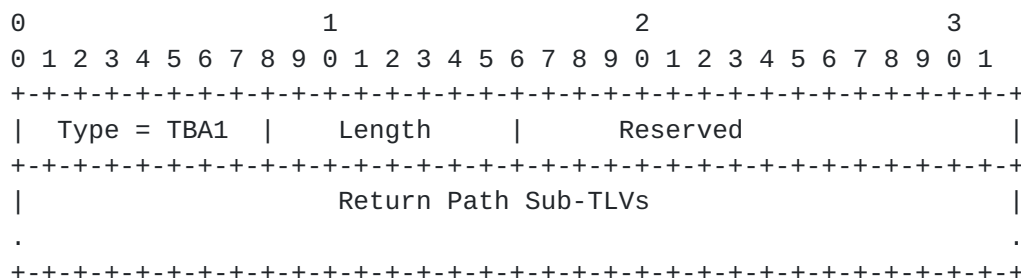 0                   1                   2                   3
0 1 2 3 4 5 6 7 8 9 0 1 2 3 4 5 6 7 8 9 0 1 2 3 4 5 6 7 8 9 0 1
+-+-+-+-+-+-+-+-+-+-+-+-+-+-+-+-+-+-+-+-+-+-+-+-+-+-+-+-+-+-+-+-+
|  Type = TBA1  |    Length     |      Reserved                 |
+-+-+-+-+-+-+-+-+-+-+-+-+-+-+-+-+-+-+-+-+-+-+-+-+-+-+-+-+-+-+-+-+
|                    Return Path Sub-TLVs                       |
.                                                               .
+-+-+-+-+-+-+-+-+-+-+-+-+-+-+-+-+-+-+-+-+-+-+-+-+-+-+-+-+-+-+-+-+